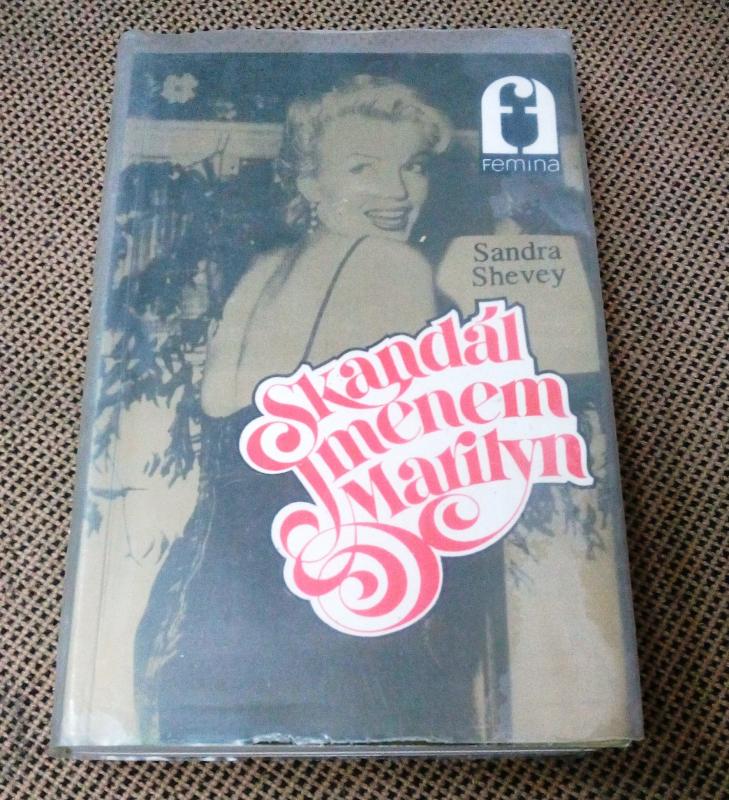 Femina
Sandra
Shevey
Skandál
Jménem
Marilyn